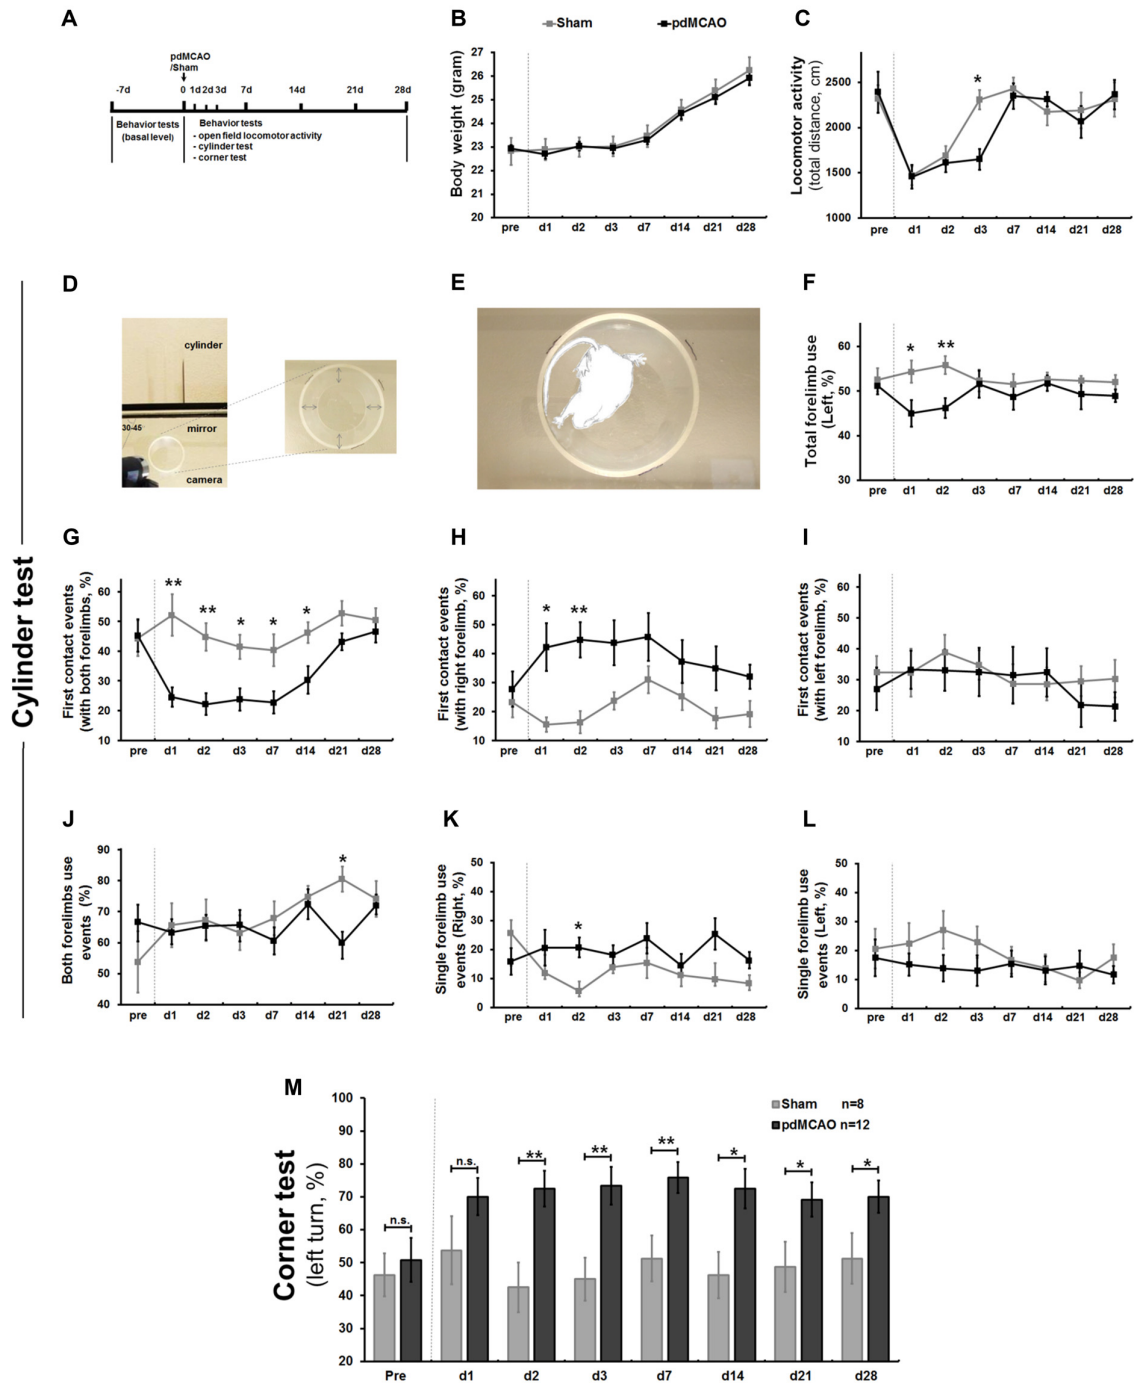 A
pdMCAO
/Sham
-7d 0 1d 2d 3d 7d 14d 21d 28d
Behavior tests
(basal level)
Behavior tests
- open field locomotor activity
- cylinder test
- corner test
B
Sham pdMCAO
Body weight (gram)
27
26
25
24
23
22
21
20
pre d1 d2 d3 d7 d14 d21 d28
C
Locomotor activity
(total distance, cm)
2500
2000
1500
1000
*
pre d1 d2 d3 d7 d14 d21 d28
Cylinder test
D
cylinder
30-45°
mirror
camera
E
F
Total forelimb use
(Left, %)
60
50
40
30
* **
pre d1 d2 d3 d7 d14 d21 d28
G
First contact events
(with both forelimbs, %)
60
50
40
30
20
10
** ** * * *
pre d1 d2 d3 d7 d14 d21 d28
H
First contact events
(with right forelimb, %)
60
50
40
30
20
10
* **
pre d1 d2 d3 d7 d14 d21 d28
I
First contact events
(with left forelimb, %)
60
50
40
30
20
10
pre d1 d2 d3 d7 d14 d21 d28
J
Both forelimbs use
events (%)
90
80
70
60
50
40
*
Pre d1 d2 d3 d7 d14 d21 d28
K
Single forelimb use
events (Right, %)
50
40
30
20
10
0
*
pre d1 d2 d3 d7 d14 d21 d28
L
Single forelimb use
events (Left, %)
50
40
30
20
10
0
pre d1 d2 d3 d7 d14 d21 d28
M
Corner test
(left turn, %)
100
90
80
70
60
50
40
30
20
Sham n=8
pdMCAO n=12
n.s. n.s. ** ** ** * * *
Pre d1 d2 d3 d7 d14 d21 d28